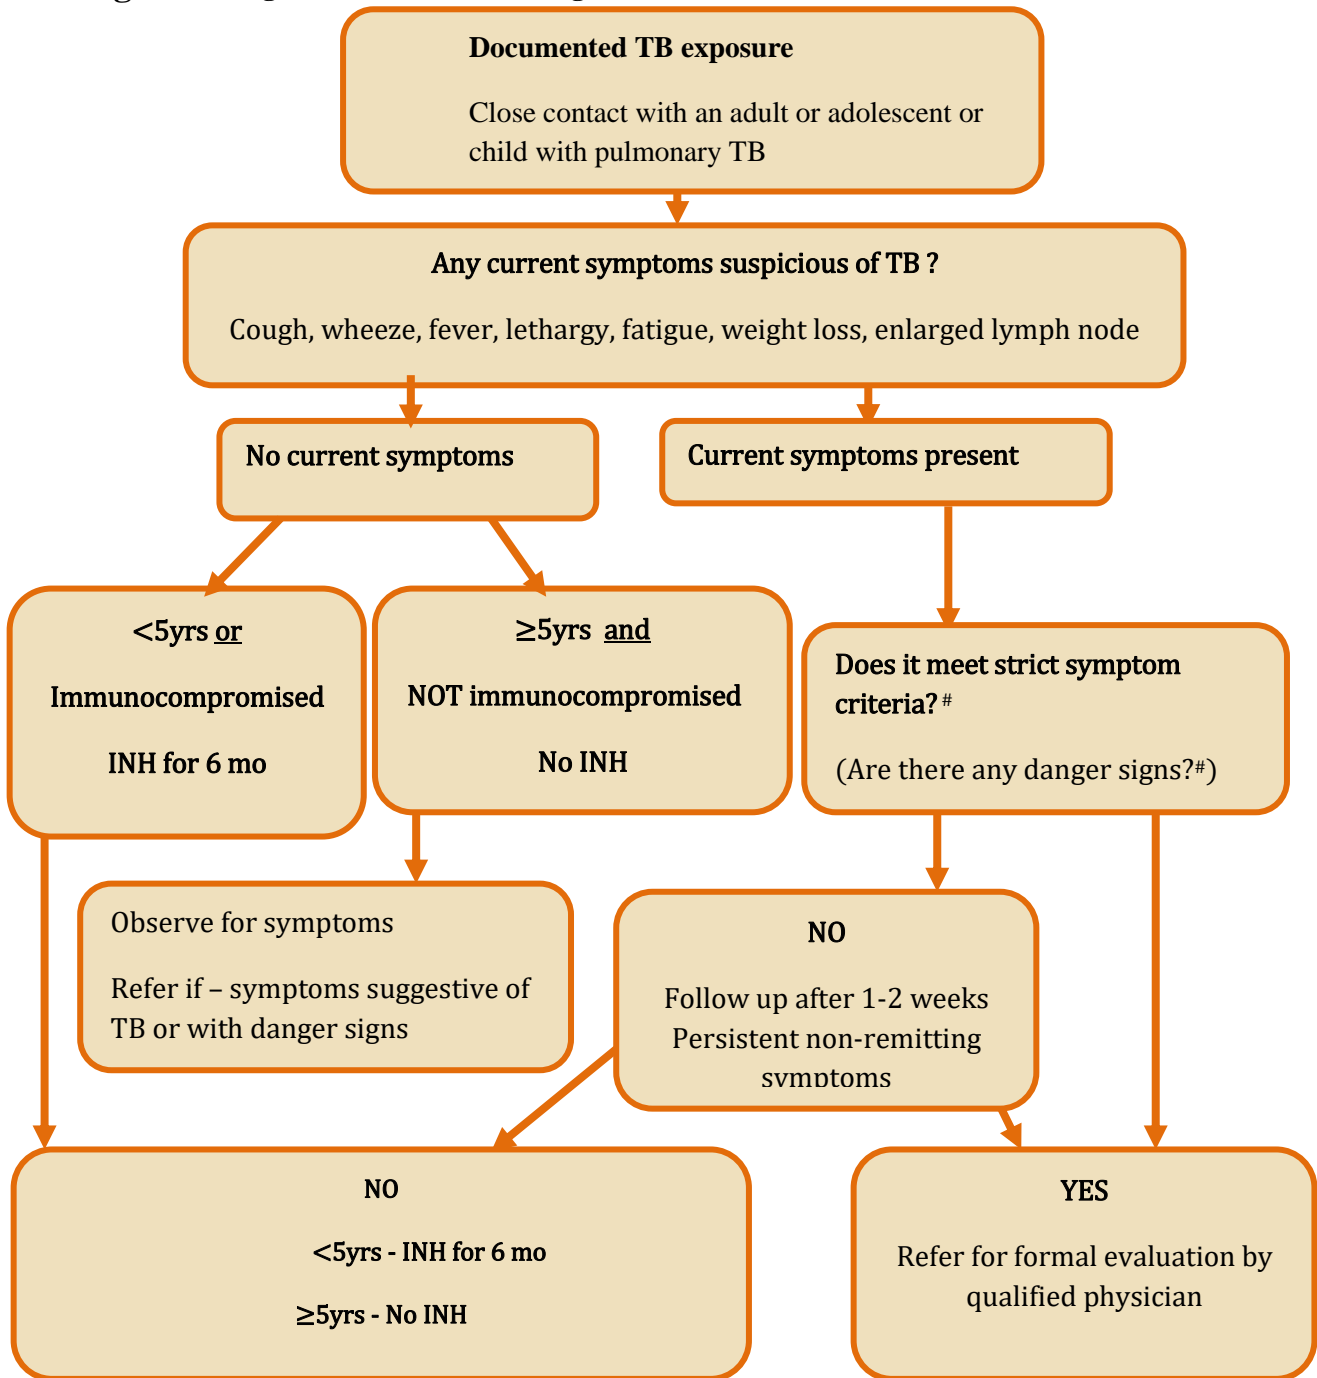 Documented TB exposure
Close contact with an adult or adolescent or
child with pulmonary TB
Any current symptoms suspicious of TB ?
Cough, wheeze, fever, lethargy, fatigue, weight loss, enlarged lymph node
No current symptoms
Current symptoms present
<5yrs or
Immunocompromised
INH for 6 mo
≥5yrs and
NOT immunocompromised
No INH
Does it meet strict symptom
criteria? #
(Are there any danger signs?#)
Observe for symptoms
Refer if – symptoms suggestive of
TB or with danger signs
NO
Follow up after 1-2 weeks
Persistent non-remitting
symptoms
NO
<5yrs - INH for 6 mo
≥5yrs - No INH
YES
Refer for formal evaluation by
qualified physician